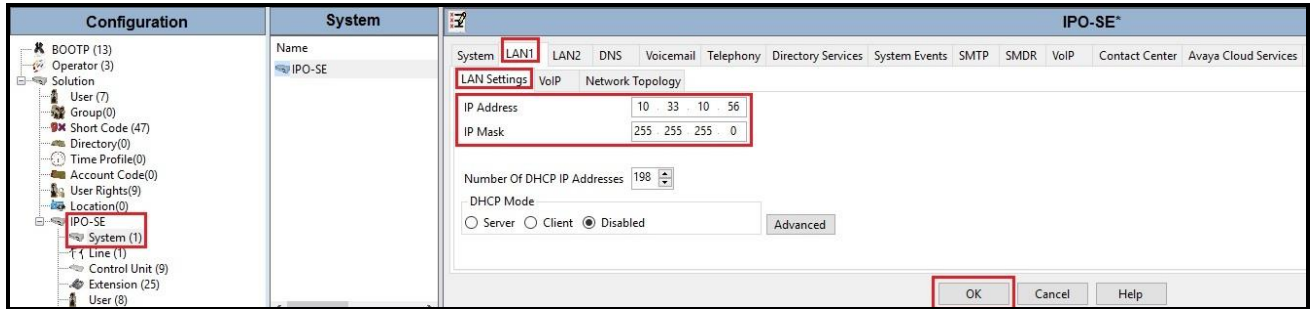 Configuration
BOOTP (13)
Operator (3)
Solution
User (7)
Group(0)
Short Code (47)
Directory(0)
Time Profile(0)
Account Code(0)
User Rights(9)
Location(0)
IPO-SE
System (1)
Line (1)
Control Unit (9)
Extension (25)
User (8)
System
Name
IPO-SE
IPO-SE*
System LAN1 LAN2 DNS Voicemail Telephony Directory Services System Events SMTP SMDR VoIP Contact Center Avaya Cloud Services
LAN Settings VoIP Network Topology
IP Address 10 . 33 . 10 . 56
IP Mask 255 . 255 . 255 . 0
Number Of DHCP IP Addresses 198
DHCP Mode
Server Client Disabled Advanced
OK Cancel Help